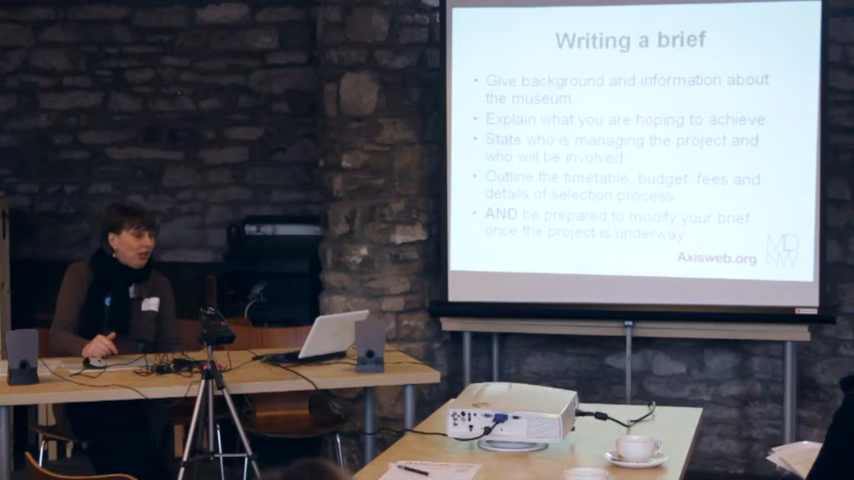 Writing a brief
• Give background and information about
the museum
• Explain what you are hoping to achieve
• State who is managing the project and
who will be involved
• Outline the timetable, budget, fees and
details of selection process
• AND be prepared to modify your brief
once the project is underway
Axisweb.org
MD
NW